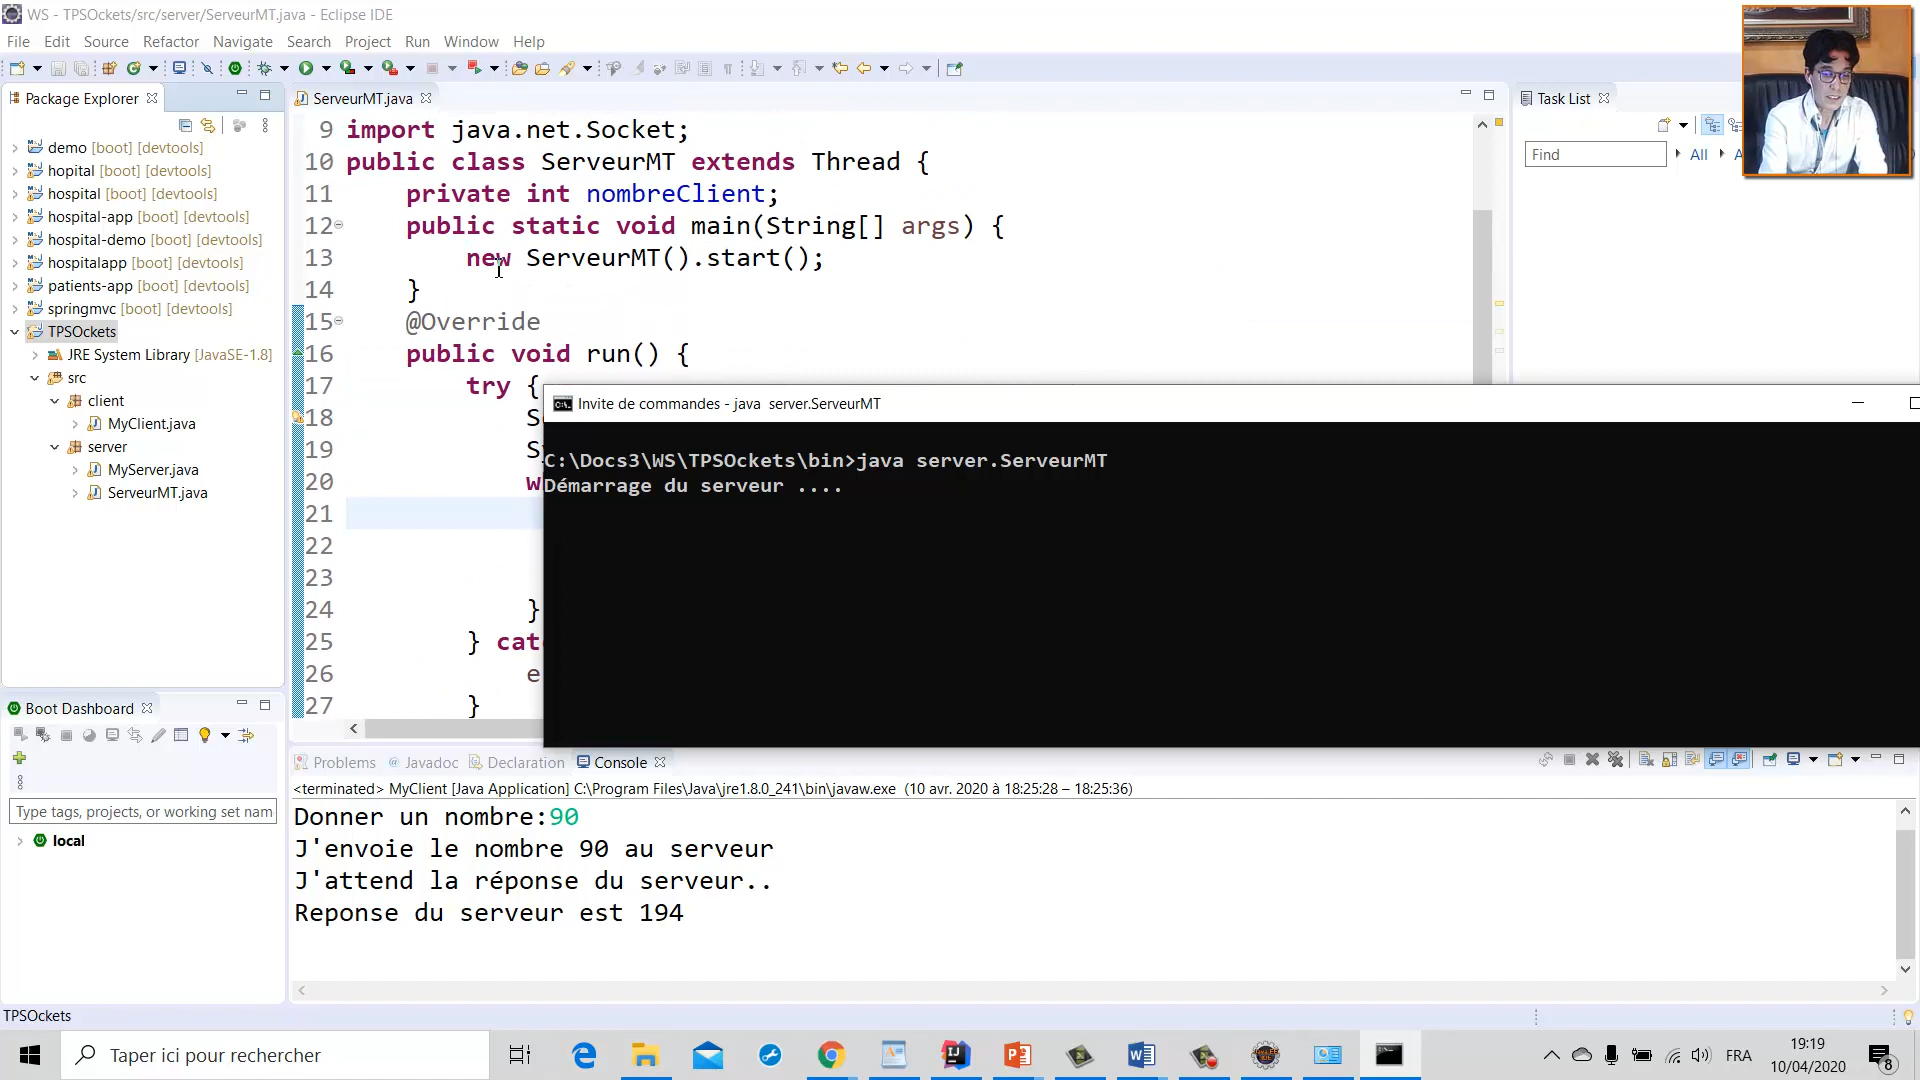 WS - TPSOckets/src/server/ServeurMT.java - Eclipse IDE
File Edit Source Refactor Navigate Search Project Run Window Help
Package Explorer
demo [boot] [devtools]
hopital [boot] [devtools]
hospital [boot] [devtools]
hospital-app [boot] [devtools]
hospital-demo [boot] [devtools]
hospitalapp [boot] [devtools]
patients-app [boot] [devtools]
springmvc [boot] [devtools]
TPSOckets
JRE System Library [JavaSE-1.8]
src
client
MyClient.java
server
MyServer.java
ServeurMT.java
ServeurMT.java
9 import java.net.Socket;
10 public class ServeurMT extends Thread {
11 private int nombreClient;
12 public static void main(String[] args) {
13 new ServeurMT().start();
14 }
15 @Override
16 public void run() {
17 try {
18 S
19 Sy
20 w
21
22
23
24 }
25 } cat
26 e
27 }
Task List
Find
All
Invite de commandes - java server.ServeurMT
C:\Docs3\WS\TPSOckets\bin>java server.ServeurMT
Démarrage du serveur ....
Boot Dashboard
Type tags, projects, or working set nam
local
Problems Javadoc Declaration Console
<terminated> MyClient [Java Application] C:\Program Files\Java\jre1.8.0_241\bin\javaw.exe (10 avr. 2020 à 18:25:28 – 18:25:36)
Donner un nombre:90
J'envoie le nombre 90 au serveur
J'attend la réponse du serveur..
Reponse du serveur est 194
TPSOckets
Taper ici pour rechercher
FRA
19:19
10/04/2020
8